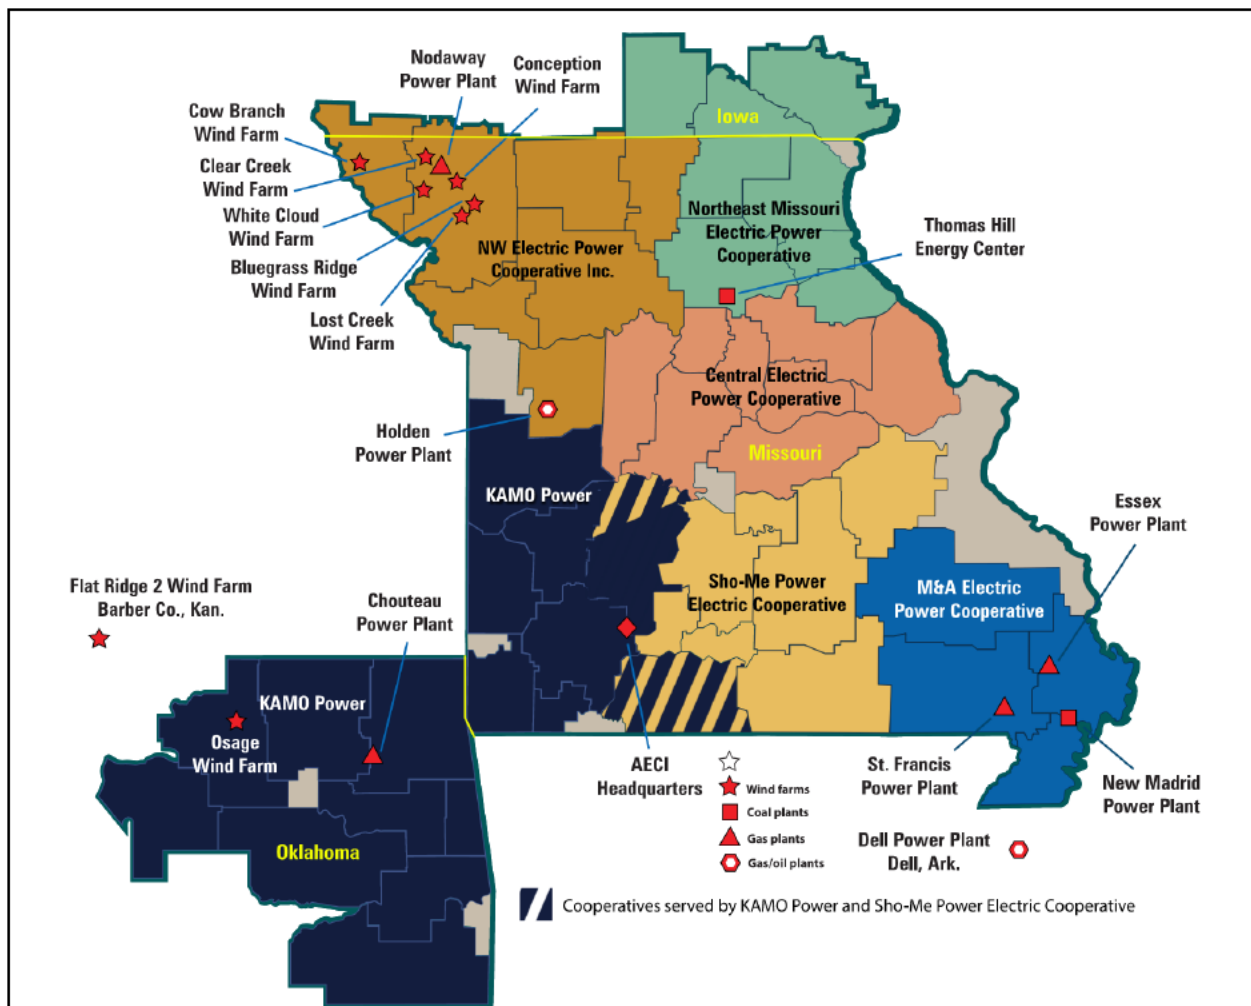 Nodaway
Power Plant
Conception
Wind Farm
Cow Branch
Wind Farm
Clear Creek
Wind Farm
White Cloud
Wind Farm
Bluegrass Ridge
Wind Farm
Lost Creek
Wind Farm
Iowa
NW Electric Power
Cooperative Inc.
Northeast Missouri
Electric Power
Cooperative
Thomas Hill
Energy Center
Central Electric
Power Cooperative
Missouri
Holden
Power Plant
KAMO Power
Sho-Me Power
Electric Cooperative
M&A Electric
Power Cooperative
Essex
Power Plant
Flat Ridge 2 Wind Farm
Barber Co., Kan.
Chouteau
Power Plant
KAMO Power
Osage
Wind Farm
Oklahoma
AECI
Headquarters
Wind farms
Coal plants
Gas plants
Gas/oil plants
St. Francis
Power Plant
New Madrid
Power Plant
Dell Power Plant
Dell, Ark.
Cooperatives served by KAMO Power and Sho-Me Power Electric Cooperative